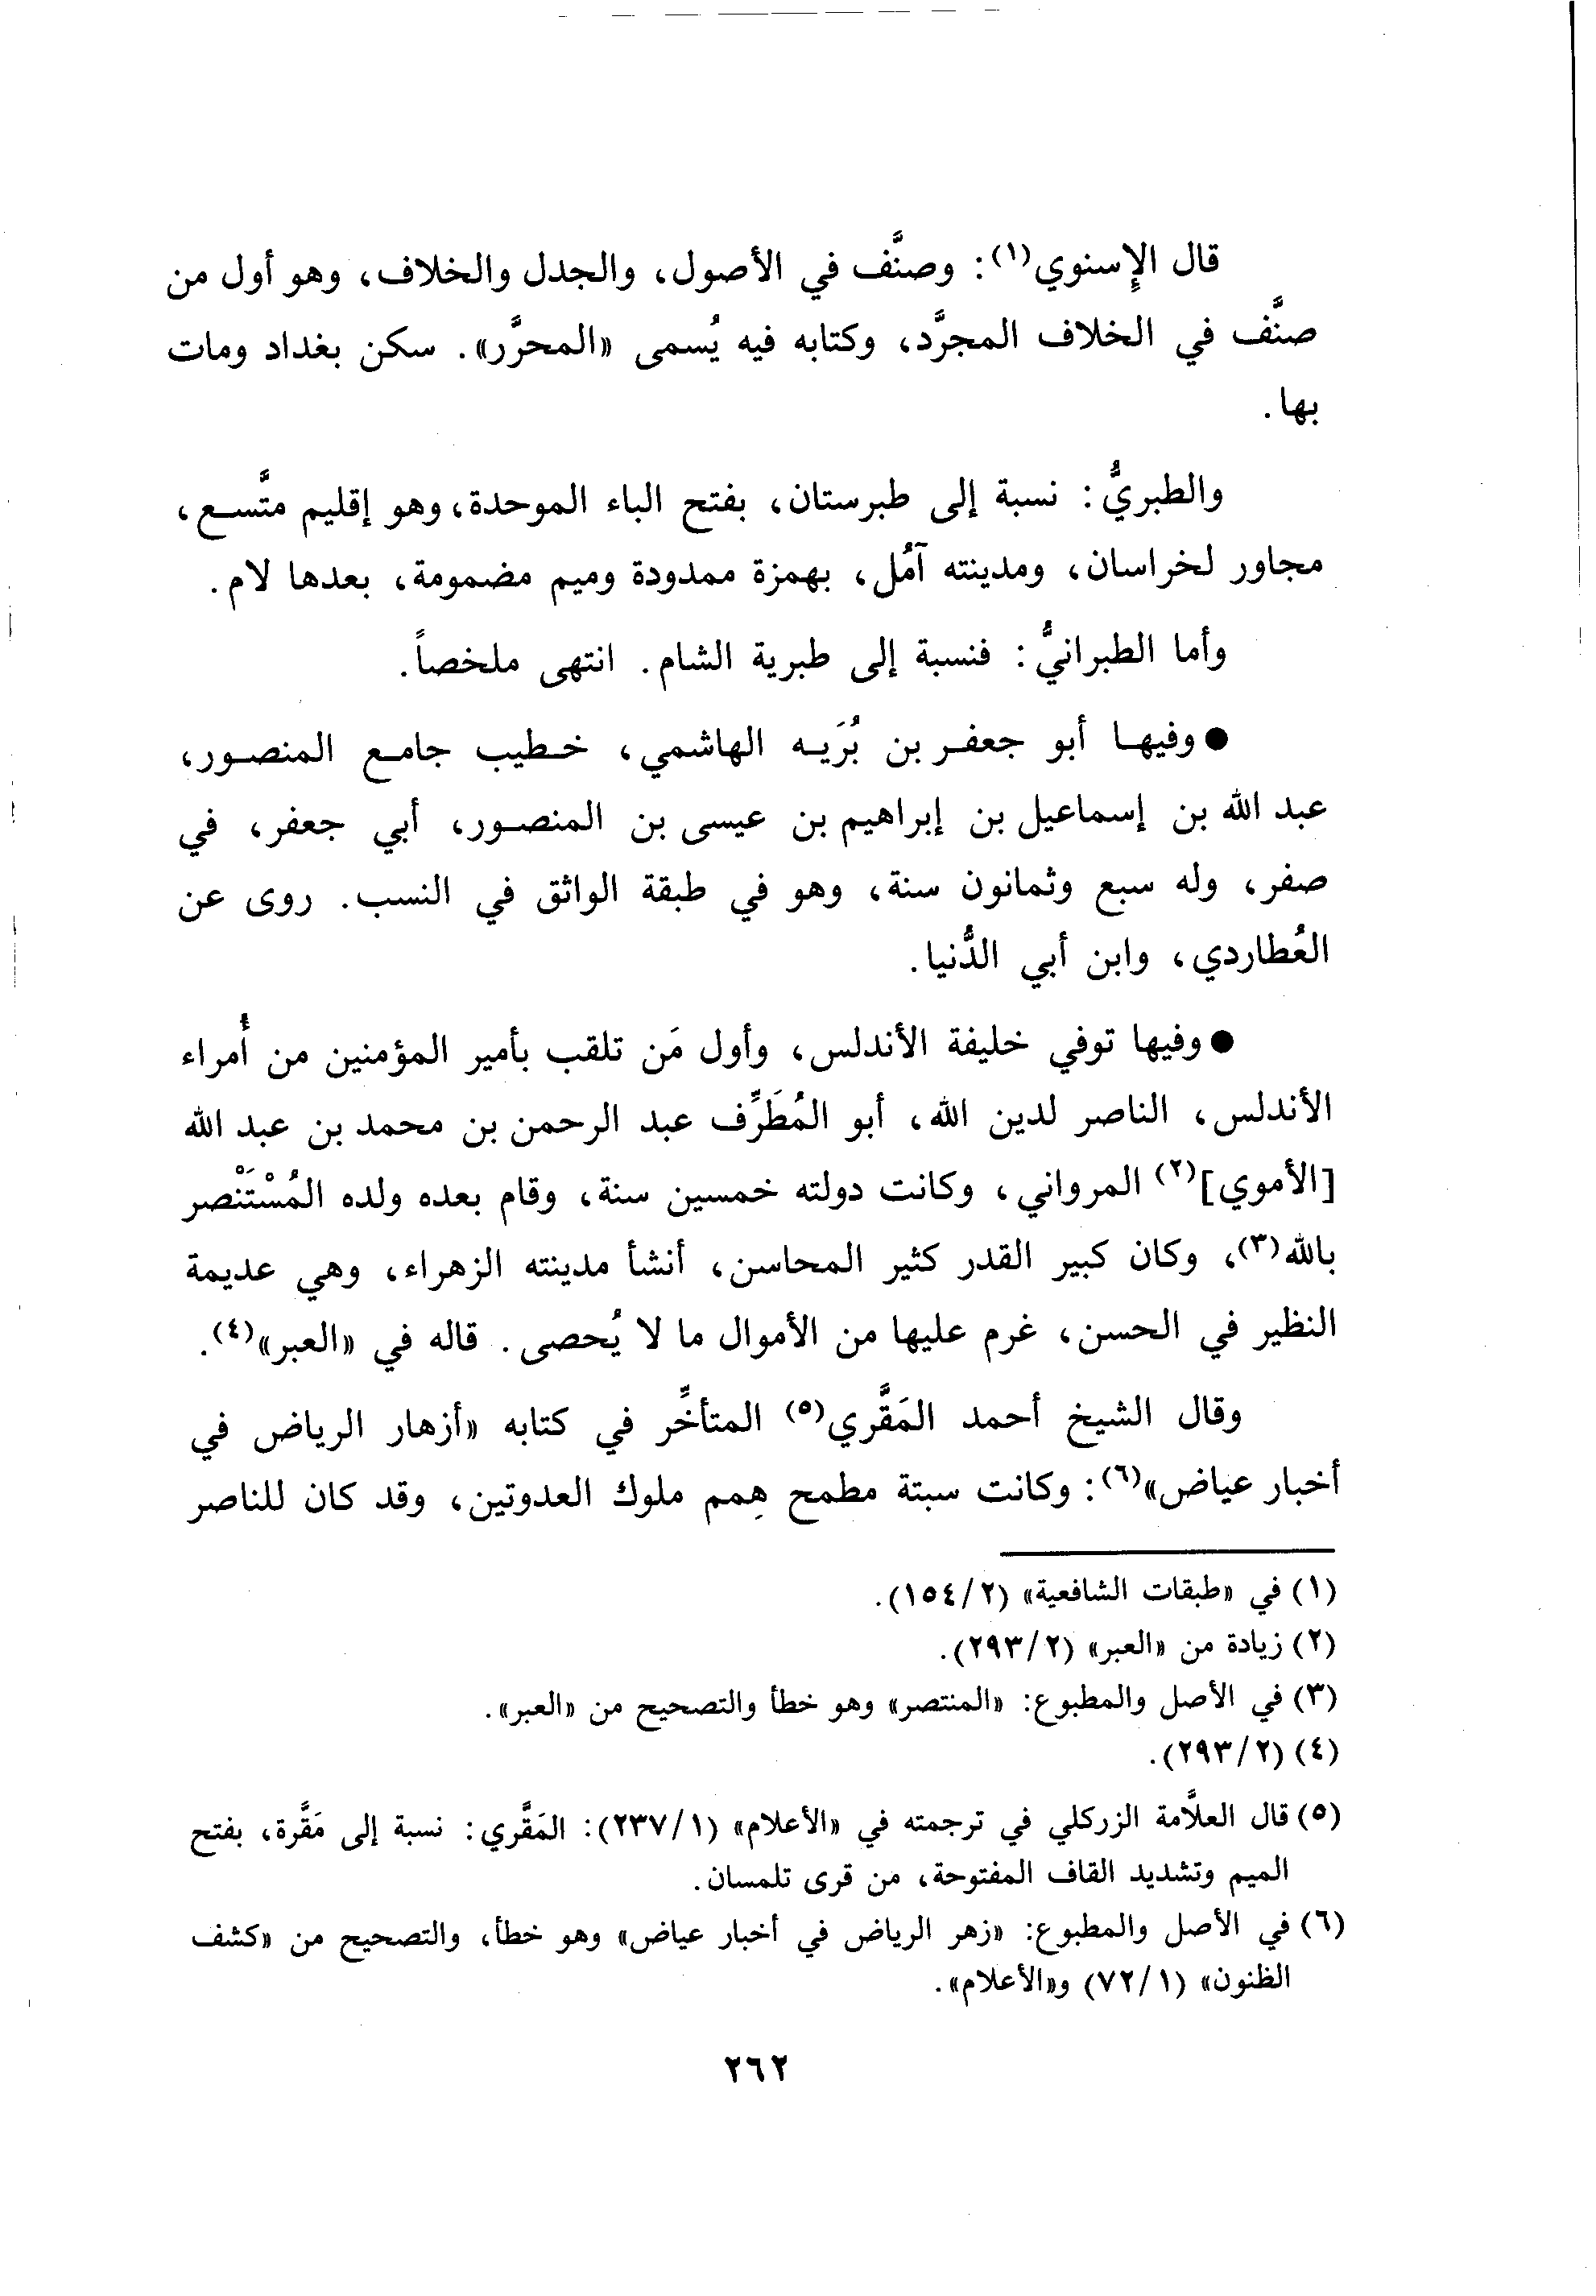 قال الإسنوي(١): وصنَّف في الأصول، والجدل والخلاف، وهو أول من
صنَّف في الخلاف المجرَّد، وكتابه فيه يُسمى «المحرَّر». سكن بغداد ومات
بها.
والطبريُّ: نسبة إلى طبرستان، بفتح الباء الموحدة، وهو إقليم متَّسع،
مجاور لخراسان، ومدينته آمُل، بهمزة ممدودة وميم مضمومة، بعدها لام.
وأما الطبرانيُّ: فنسبة إلى طبرية الشام. انتهى ملخصاً.
● وفيها أبو جعفر بن بُرَيه الهاشمي، خطيب جامع المنصور،
عبد الله بن إسماعيل بن إبراهيم بن عيسى بن المنصور، أبي جعفر، في
صفر، وله سبع وثمانون سنة، وهو في طبقة الواثق في النسب. روى عن
العُطاردي، وابن أبي الدُّنيا.
● وفيها توفي خليفة الأندلس، وأول مَن تلقب بأمير المؤمنين من أُمراء
الأندلس، الناصر لدين الله، أبو المُطَرِّف عبد الرحمن بن محمد بن عبد الله
[الأموي](٢) المرواني، وكانت دولته خمسين سنة، وقام بعده ولده المُسْتَنْصر
بالله(٣)، وكان كبير القدر كثير المحاسن، أنشأ مدينته الزهراء، وهي عديمة
النظير في الحسن، غرم عليها من الأموال ما لا يُحصى. قاله في «العبر»(٤).
وقال الشيخ أحمد المَقَّري(٥) المتأخِّر في كتابه «أزهار الرياض في
أخبار عياض»(٦): وكانت سبتة مطمح هِمم ملوك العدوتين، وقد كان للناصر
(١) في «طبقات الشافعية» (٢/١٥٤).
(٢) زيادة من «العبر» (٢/٢٩٣).
(٣) في الأصل والمطبوع: «المنتصر» وهو خطأ والتصحيح من «العبر».
(٤) (٢/٢٩٣).
(٥) قال العلاَّمة الزركلي في ترجمته في «الأعلام» (١/٢٣٧): المَقَّري: نسبة إلى مَقَّرة، بفتح
الميم وتشديد القاف المفتوحة، من قرى تلمسان.
(٦) في الأصل والمطبوع: «زهر الرياض في أخبار عياض» وهو خطأ، والتصحيح من «كشف
الظنون» (١/٧٢) و«الأعلام».
٢٦٢